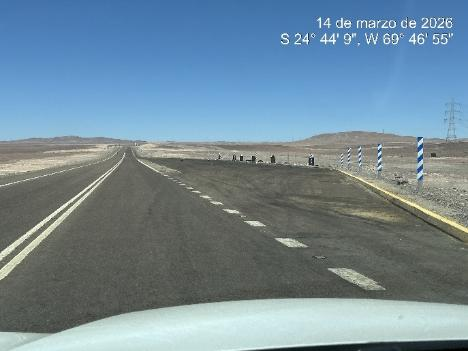 14 de marzo de 2026
S 24° 44' 9", W 69° 46' 55"